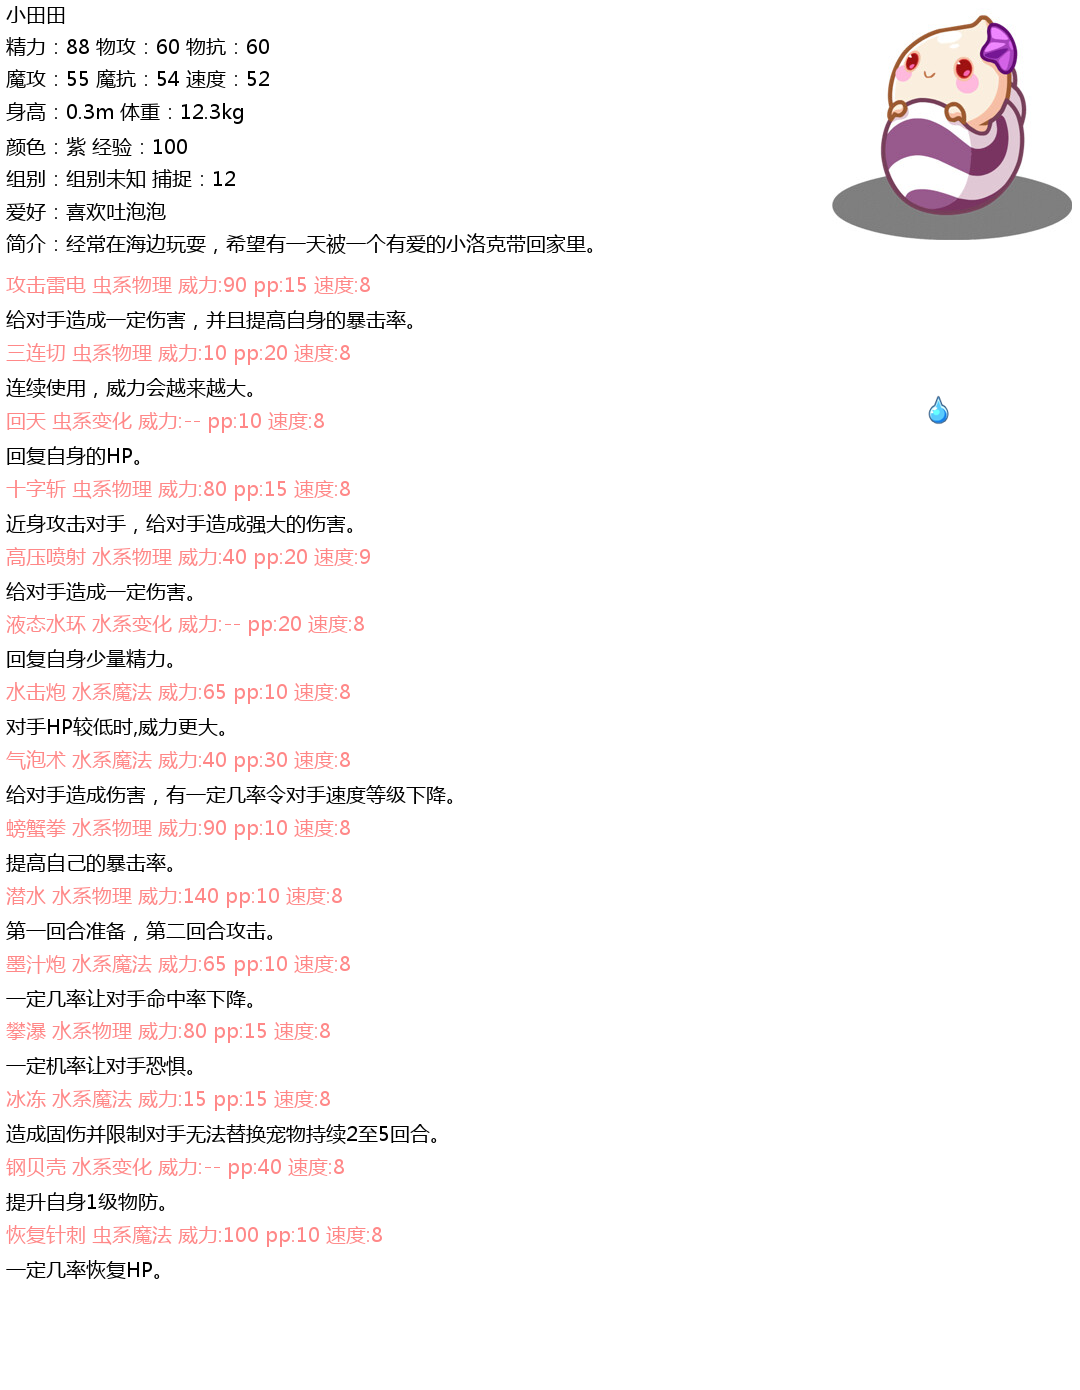 小田田
精力：88 物攻：60 物抗：60
魔攻：55 魔抗：54 速度：52
身高：0.3m 体重：12.3kg
颜色：紫 经验：100
组别：组别未知 捕捉：12
爱好：喜欢吐泡泡
简介：经常在海边玩耍，希望有一天被一个有爱的小洛克带回家里。
攻击雷电 虫系物理 威力:90 pp:15 速度:8
给对手造成一定伤害，并且提高自身的暴击率。
三连切 虫系物理 威力:10 pp:20 速度:8
连续使用，威力会越来越大。
回天 虫系变化 威力:-- pp:10 速度:8
回复自身的HP。
十字斩 虫系物理 威力:80 pp:15 速度:8
近身攻击对手，给对手造成强大的伤害。
高压喷射 水系物理 威力:40 pp:20 速度:9
给对手造成一定伤害。
液态水环 水系变化 威力:-- pp:20 速度:8
回复自身少量精力。
水击炮 水系魔法 威力:65 pp:10 速度:8
对手HP较低时,威力更大。
气泡术 水系魔法 威力:40 pp:30 速度:8
给对手造成伤害，有一定几率令对手速度等级下降。
螃蟹拳 水系物理 威力:90 pp:10 速度:8
提高自己的暴击率。
潜水 水系物理 威力:140 pp:10 速度:8
第一回合准备，第二回合攻击。
墨汁炮 水系魔法 威力:65 pp:10 速度:8
一定几率让对手命中率下降。
攀瀑 水系物理 威力:80 pp:15 速度:8
一定机率让对手恐惧。
冰冻 水系魔法 威力:15 pp:15 速度:8
造成固伤并限制对手无法替换宠物持续2至5回合。
钢贝壳 水系变化 威力:-- pp:40 速度:8
提升自身1级物防。
恢复针刺 虫系魔法 威力:100 pp:10 速度:8
一定几率恢复HP。